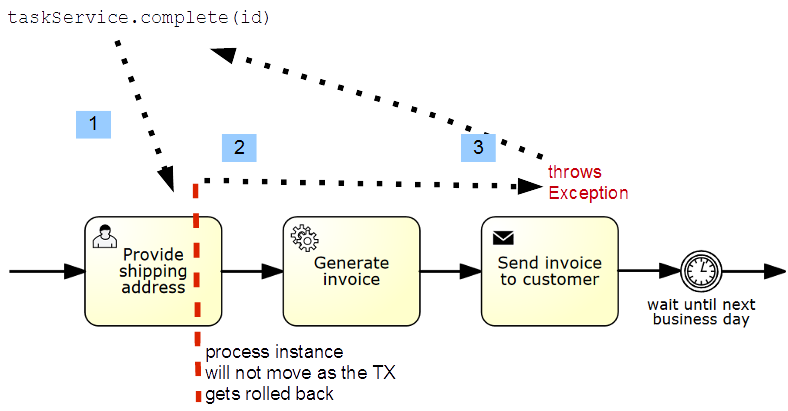 taskService.complete(id)
1
2
3
throws
Exception
Provide
shipping
address
Generate
invoice
Send invoice
to customer
wait until next
business day
process instance
will not move as the TX
gets rolled back